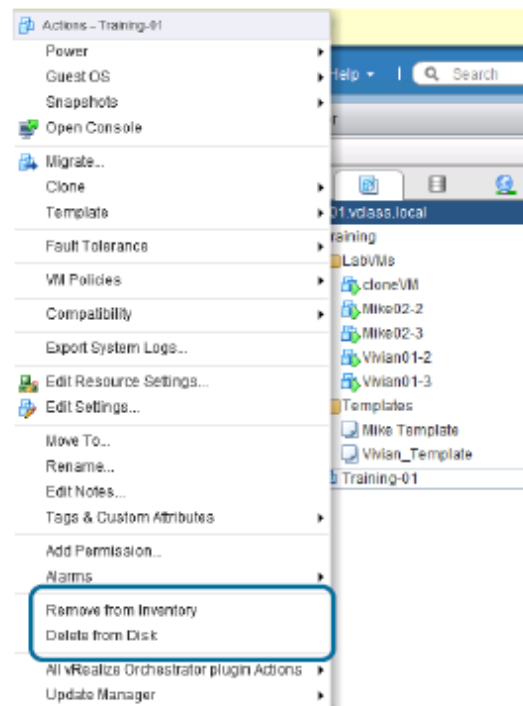 Actions - Training-01
Power
Guest OS
Snapshots
Open Console
Migrate...
Clone
Template
Fault Tolerance
VM Policies
Compatibility
Export System Logs...
Edit Resource Settings...
Edit Settings...
Move To...
Rename...
Edit Notes...
Tags & Custom Attributes
Add Permission...
Alarms
Remove from Inventory
Delete from Disk
All vRealize Orchestrator plugin Actions
Update Manager
Help
Search
r
01.vclass.local
raining
LabVMs
cloneVM
Mike02-2
Mike02-3
Vivian01-2
Vivian01-3
Templates
Mike Template
Vivian_Template
Training-01